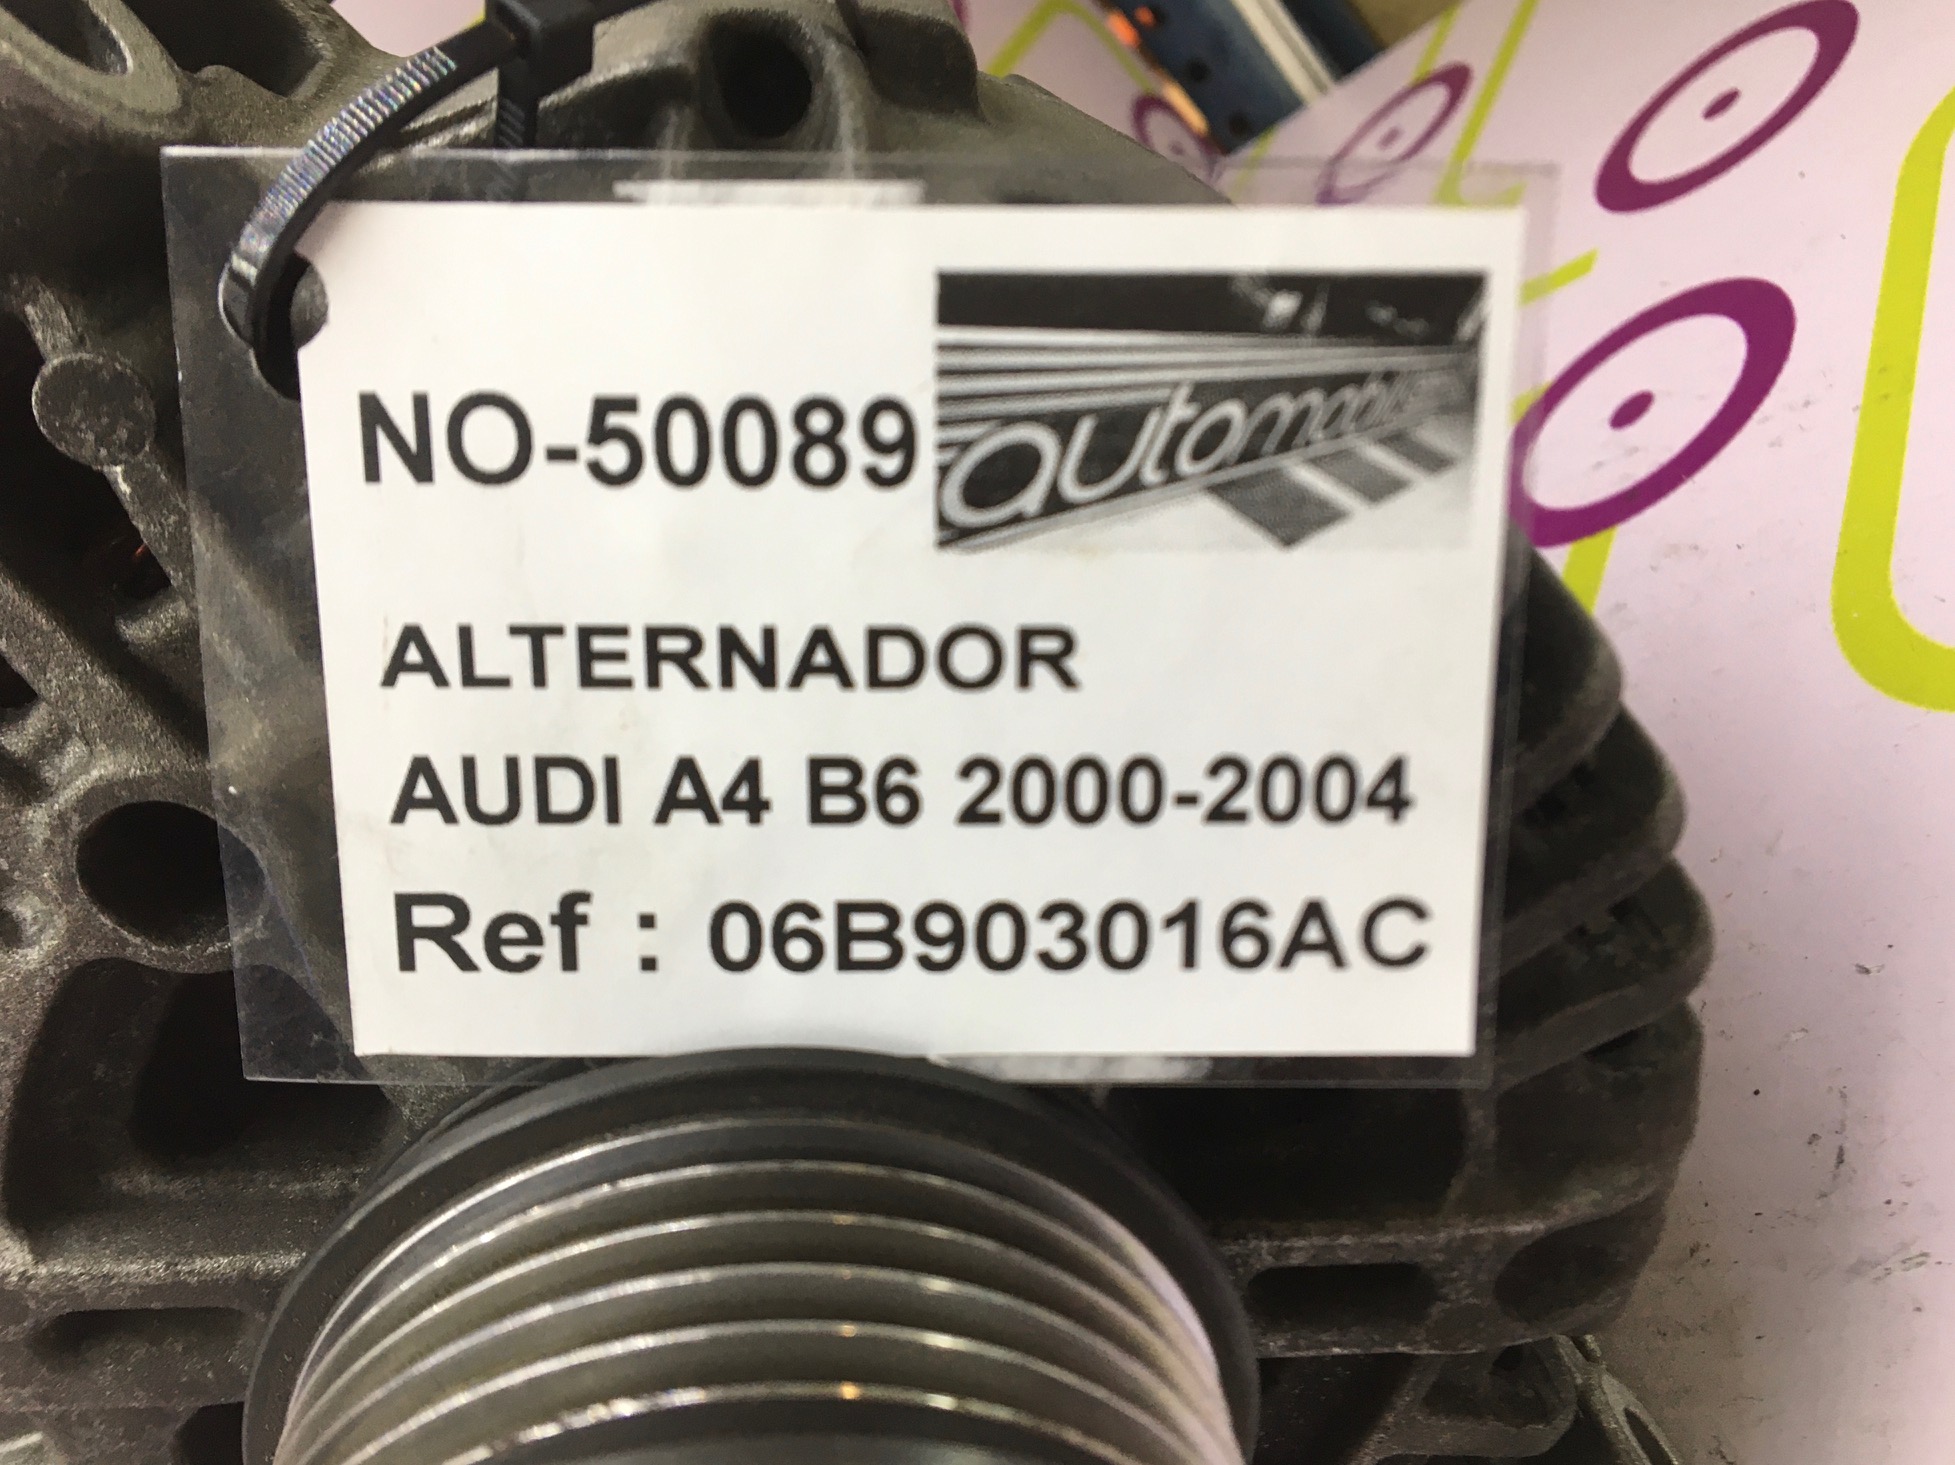 NO-50089
ALTERNADOR
AUDI A4 B6 2000-2004
Ref : 06B903016AC